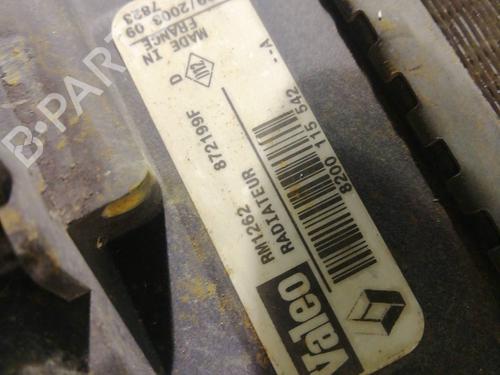 Valeo
RADIATEUR
RM1262 872199F D
8200 115 542 --A
MADE IN
FRANCE
09/2003 09
7823
B-PARTS